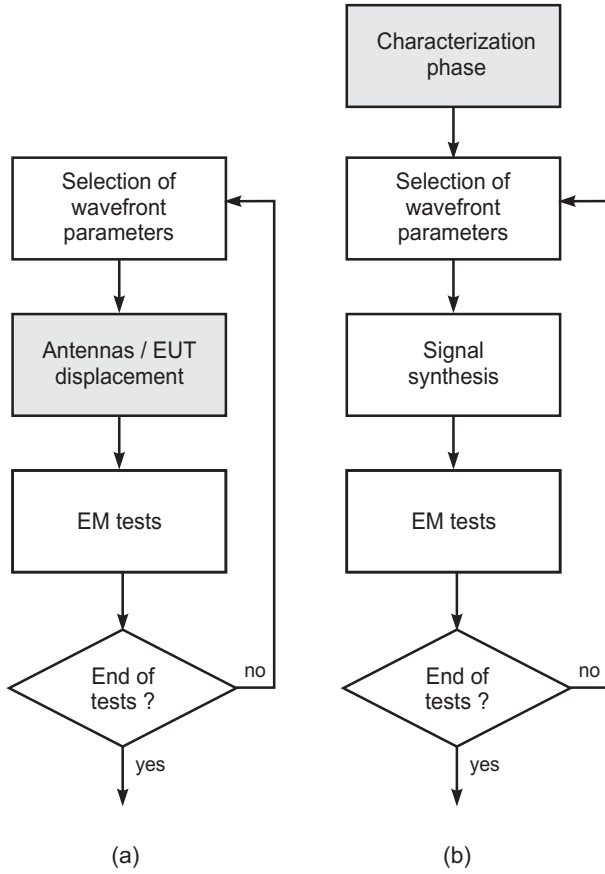 Selection of
wavefront
parameters
Antennas / EUT
displacement
EM tests
End of
tests ?
no
yes
(a)
Characterization
phase
Selection of
wavefront
parameters
Signal
synthesis
EM tests
End of
tests ?
no
yes
(b)